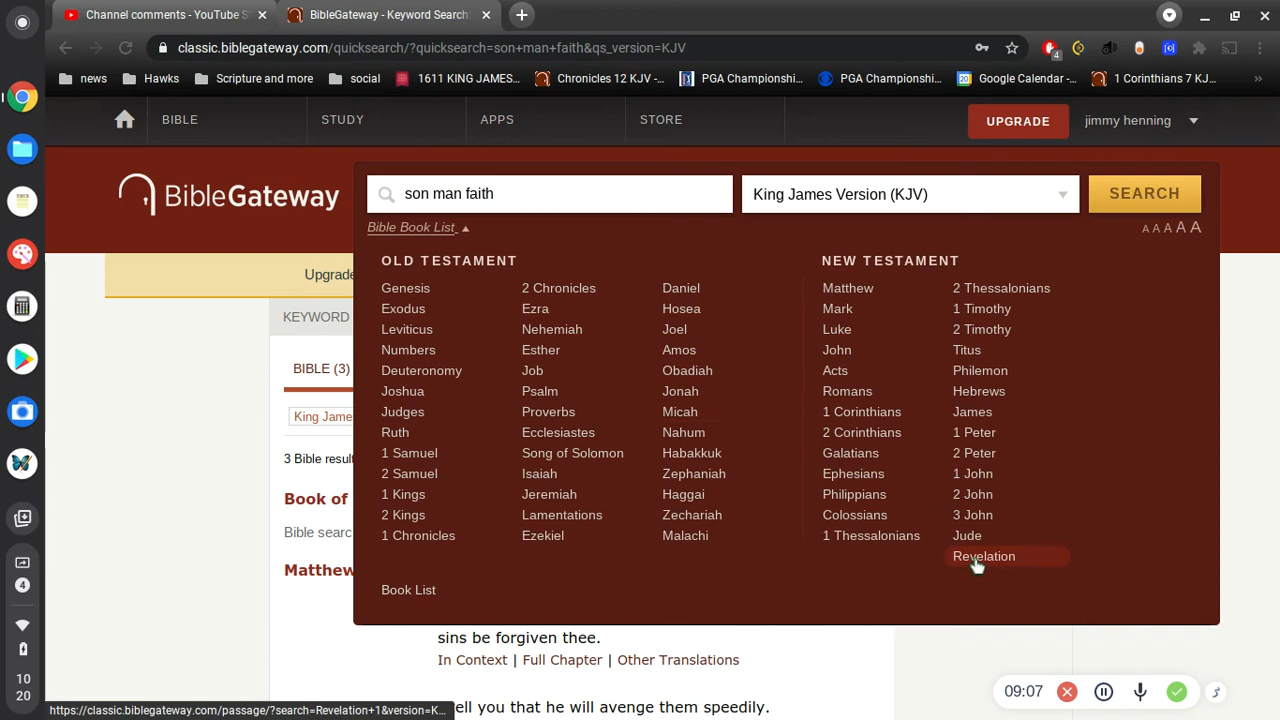 Channel comments - YouTube S
BibleGateway - Keyword Search:
classic.biblegateway.com/quicksearch/?quicksearch=son+man+faith&qs_version=KJV
4
news
Hawks
Scripture and more
social
1611 KING JAMES...
Chronicles 12 KJV -...
PGA Championshi...
PGA Championshi...
20
Google Calendar -...
1 Corinthians 7 KJ...
»
BIBLE
STUDY
APPS
STORE
UPGRADE
jimmy henning
BibleGateway
son man faith
King James Version (KJV)
SEARCH
Bible Book List
A A A A A
OLD TESTAMENT
NEW TESTAMENT
Upgrade
Genesis 2 Chronicles Daniel Matthew 2 Thessalonians
Exodus Ezra Hosea Mark 1 Timothy
KEYWORD
Leviticus Nehemiah Joel Luke 2 Timothy
Numbers Esther Amos John Titus
BIBLE (3)
Deuteronomy Job Obadiah Acts Philemon
Joshua Psalm Jonah Romans Hebrews
Judges Proverbs Micah 1 Corinthians James
King Jame
Ruth Ecclesiastes Nahum 2 Corinthians 1 Peter
1 Samuel Song of Solomon Habakkuk Galatians 2 Peter
3 Bible result
2 Samuel Isaiah Zephaniah Ephesians 1 John
1 Kings Jeremiah Haggai Philippians 2 John
Book of
2 Kings Lamentations Zechariah Colossians 3 John
Bible searc
1 Chronicles Ezekiel Malachi 1 Thessalonians Jude
Revelation
Matthew
Book List
sins be forgiven thee.
In Context | Full Chapter | Other Translations
tell you that he will avenge them speedily.
4
10
20
09:07
https://classic.biblegateway.com/passage/?search=Revelation+1&version=K...